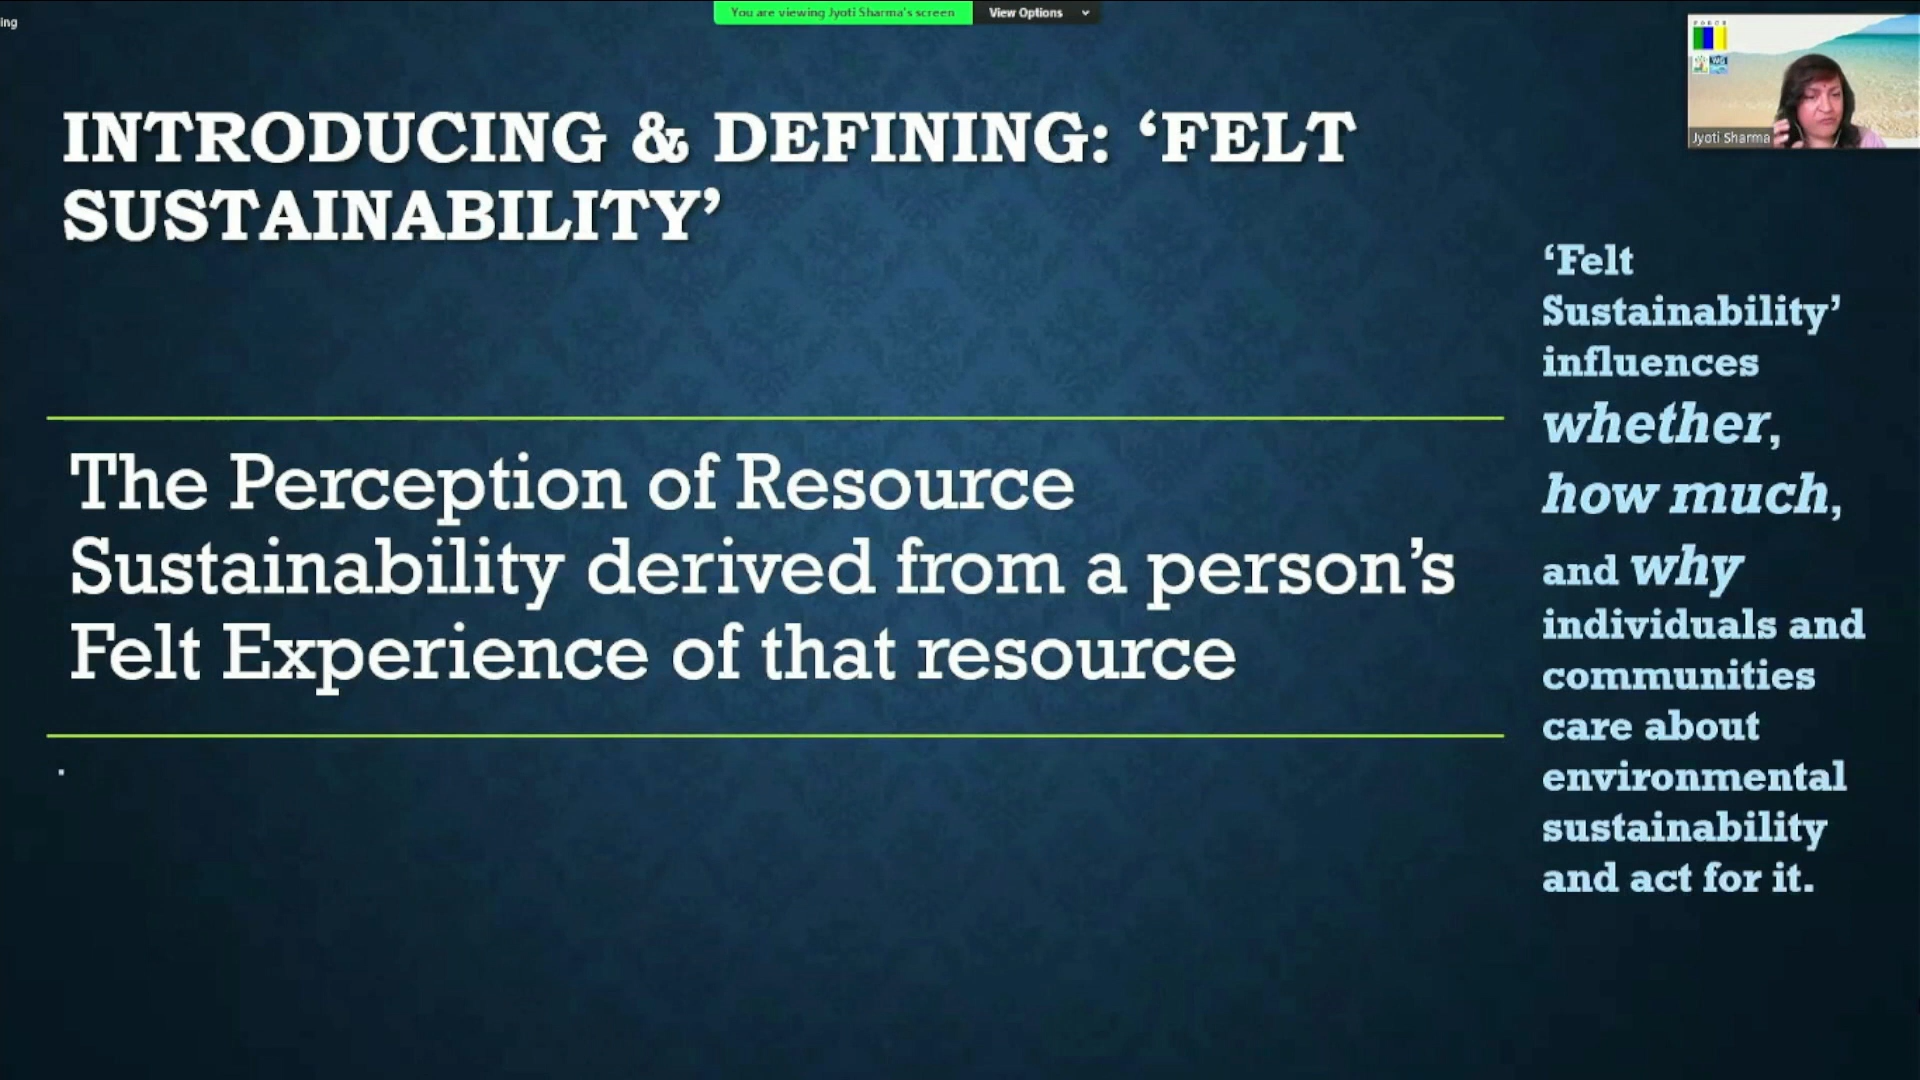 ing
You are viewing Jyoti Sharma's screen
View Options
FORCE
Jyoti Sharma
INTRODUCING & DEFINING: ‘FELT
SUSTAINABILITY’
The Perception of Resource
Sustainability derived from a person’s
Felt Experience of that resource
.
‘Felt
Sustainability’
influences
whether,
how much,
and why
individuals and
communities
care about
environmental
sustainability
and act for it.